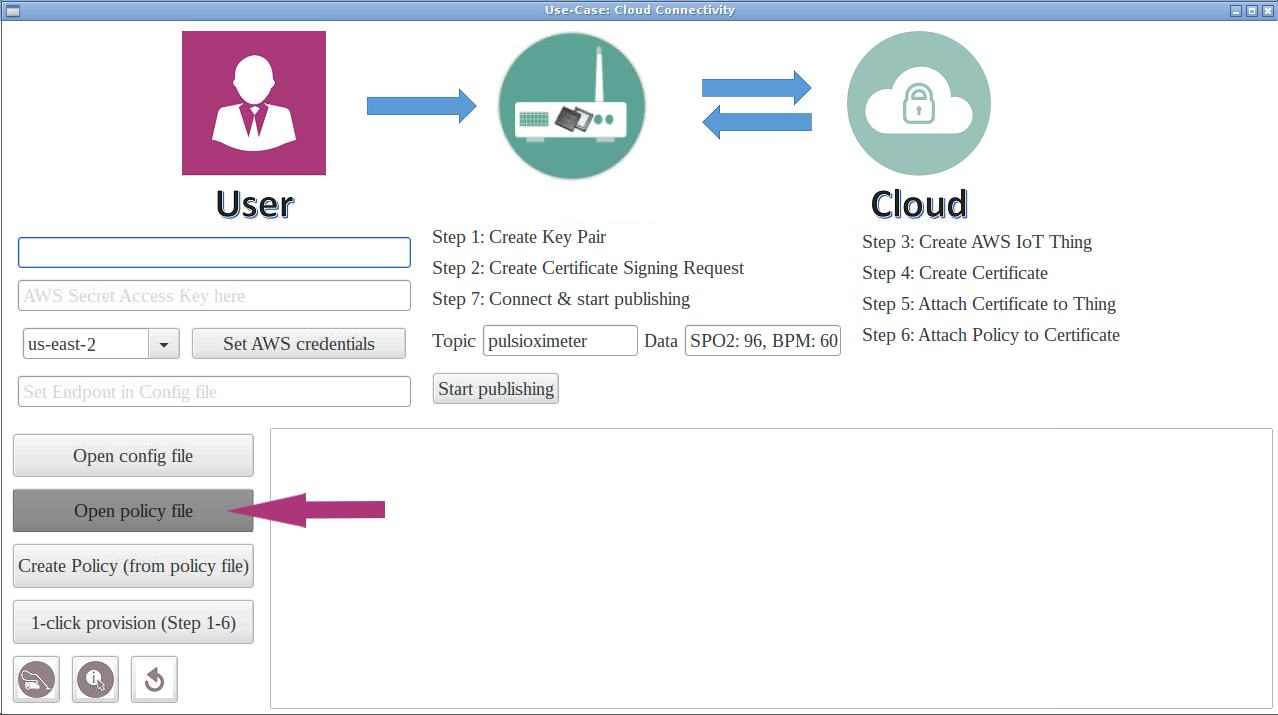 Use-Case: Cloud Connectivity
User
Cloud
AWS Secret Access Key here
us-east-2
Set AWS credentials
Set Endpont in Config file
Step 1: Create Key Pair
Step 2: Create Certificate Signing Request
Step 7: Connect & start publishing
Topic pulsioximeter Data SPO2: 96, BPM: 60
Start publishing
Step 3: Create AWS IoT Thing
Step 4: Create Certificate
Step 5: Attach Certificate to Thing
Step 6: Attach Policy to Certificate
Open config file
Open policy file
Create Policy (from policy file)
1-click provision (Step 1-6)